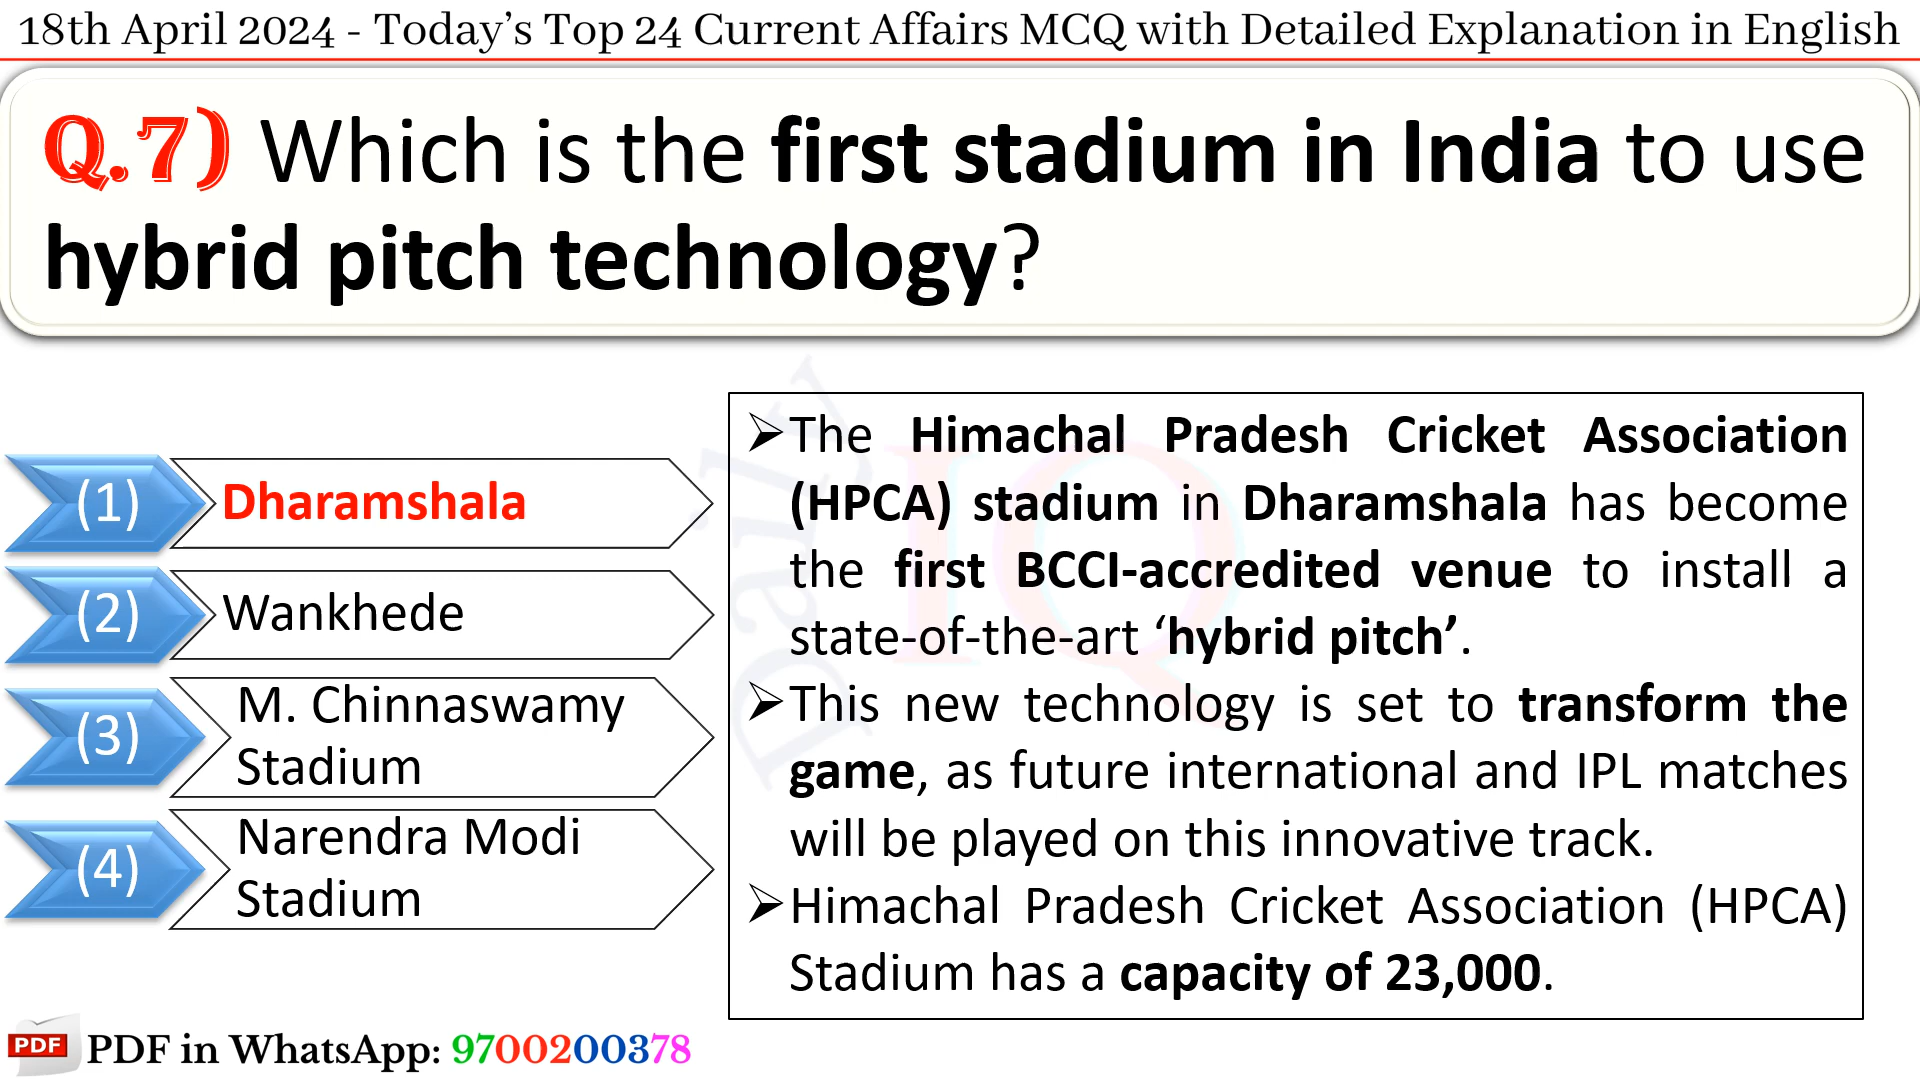 18th April 2024 - Today’s Top 24 Current Affairs MCQ with Detailed Explanation in English
Q.7) Which is the first stadium in India to use
hybrid pitch technology?
(1) Dharamshala
(2) Wankhede
(3) M. Chinnaswamy
Stadium
(4) Narendra Modi
Stadium
➢The Himachal Pradesh Cricket Association
(HPCA) stadium in Dharamshala has become
the first BCCI-accredited venue to install a
state-of-the-art ‘hybrid pitch’.
➢This new technology is set to transform the
game, as future international and IPL matches
will be played on this innovative track.
➢Himachal Pradesh Cricket Association (HPCA)
Stadium has a capacity of 23,000.
Daily
IQ
PDF PDF in WhatsApp: 9700200378